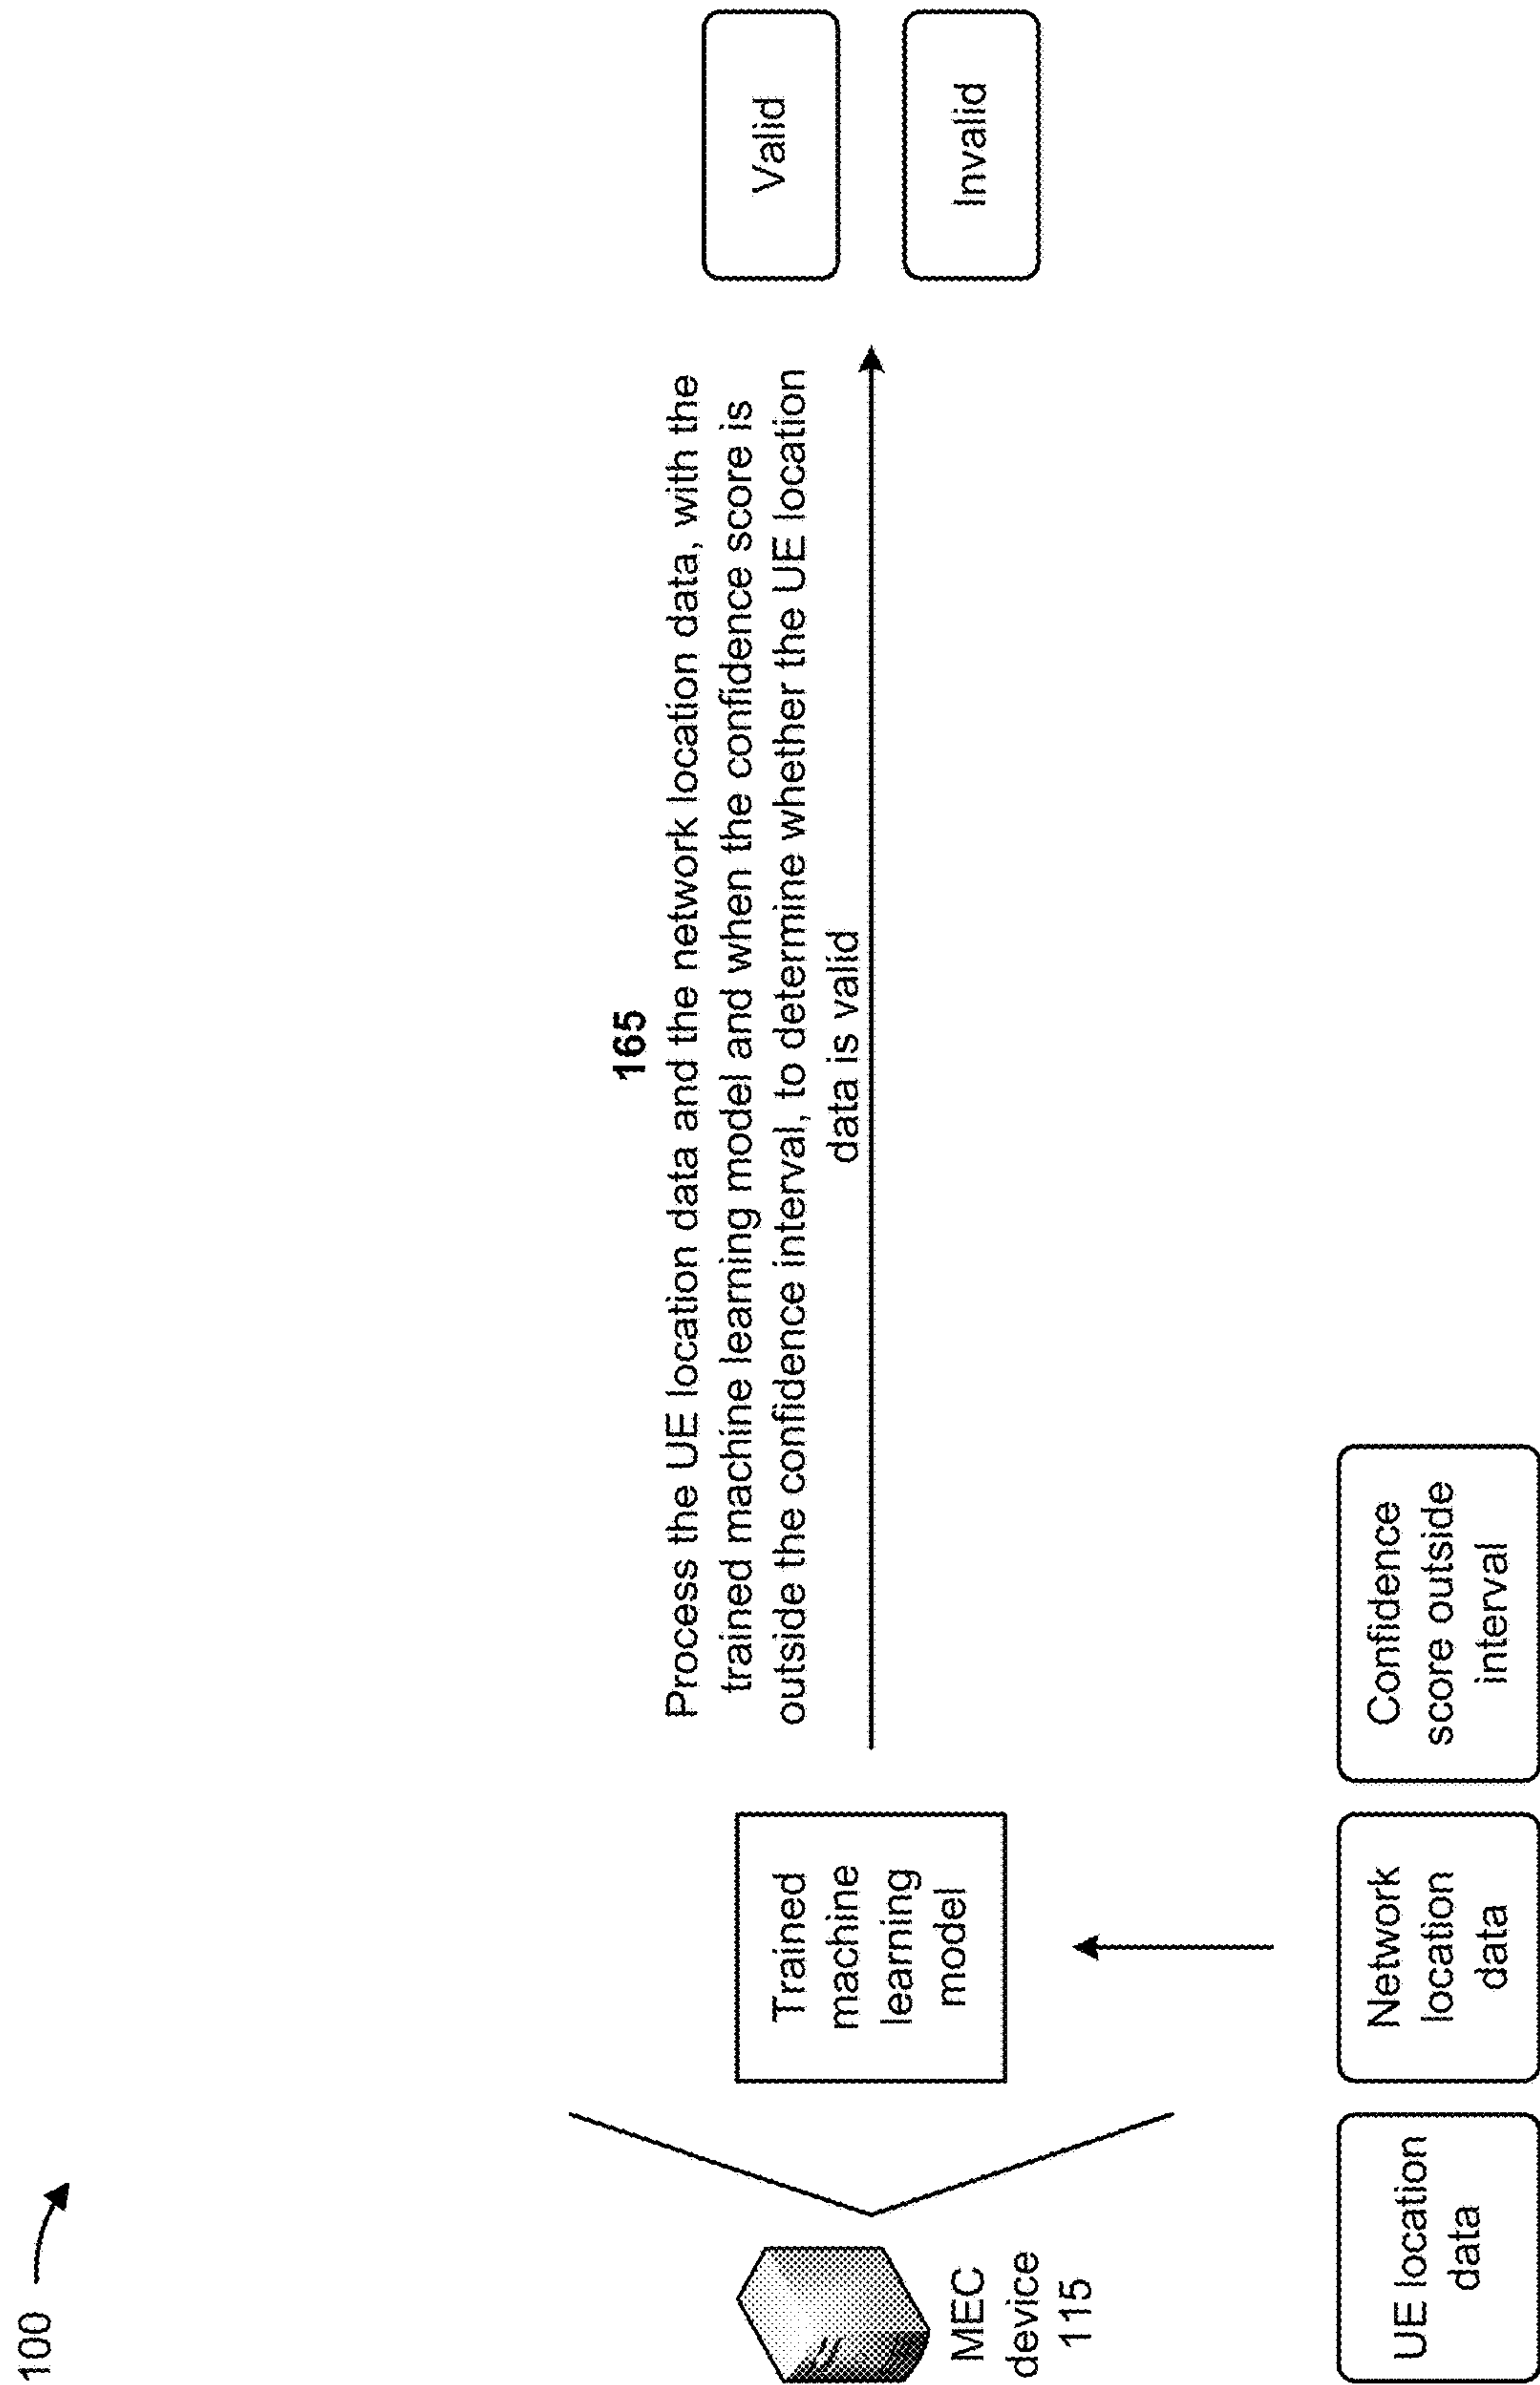 100
165
Process the UE location data and the network location data, with the
trained machine learning model and when the confidence score is
outside the confidence interval, to determine whether the UE location
data is valid
Valid
Invalid
Trained
machine
learning
model
MEC
device
115
UE location
data
Network
location
data
Confidence
score outside
interval